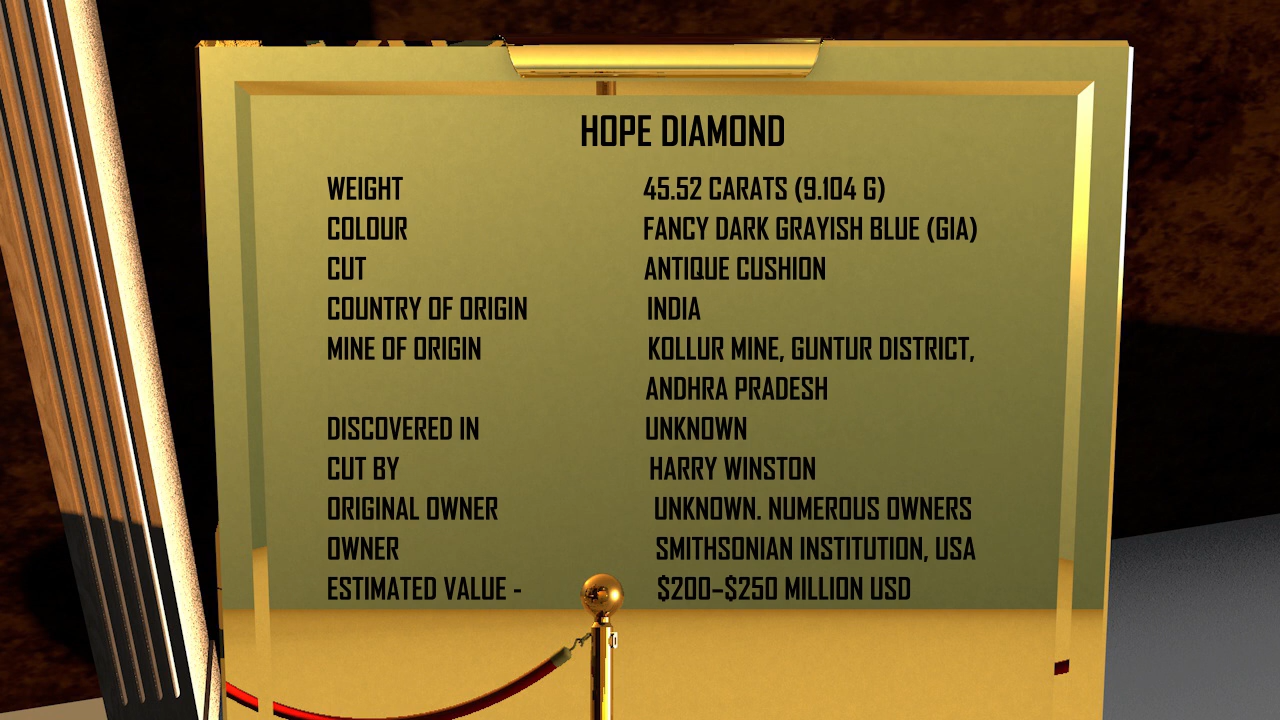 HOPE DIAMOND
WEIGHT 45.52 CARATS (9.104 G)
COLOUR FANCY DARK GRAYISH BLUE (GIA)
CUT ANTIQUE CUSHION
COUNTRY OF ORIGIN INDIA
MINE OF ORIGIN KOLLUR MINE, GUNTUR DISTRICT,
ANDHRA PRADESH
DISCOVERED IN UNKNOWN
CUT BY HARRY WINSTON
ORIGINAL OWNER UNKNOWN. NUMEROUS OWNERS
OWNER SMITHSONIAN INSTITUTION, USA
ESTIMATED VALUE - $200–$250 MILLION USD